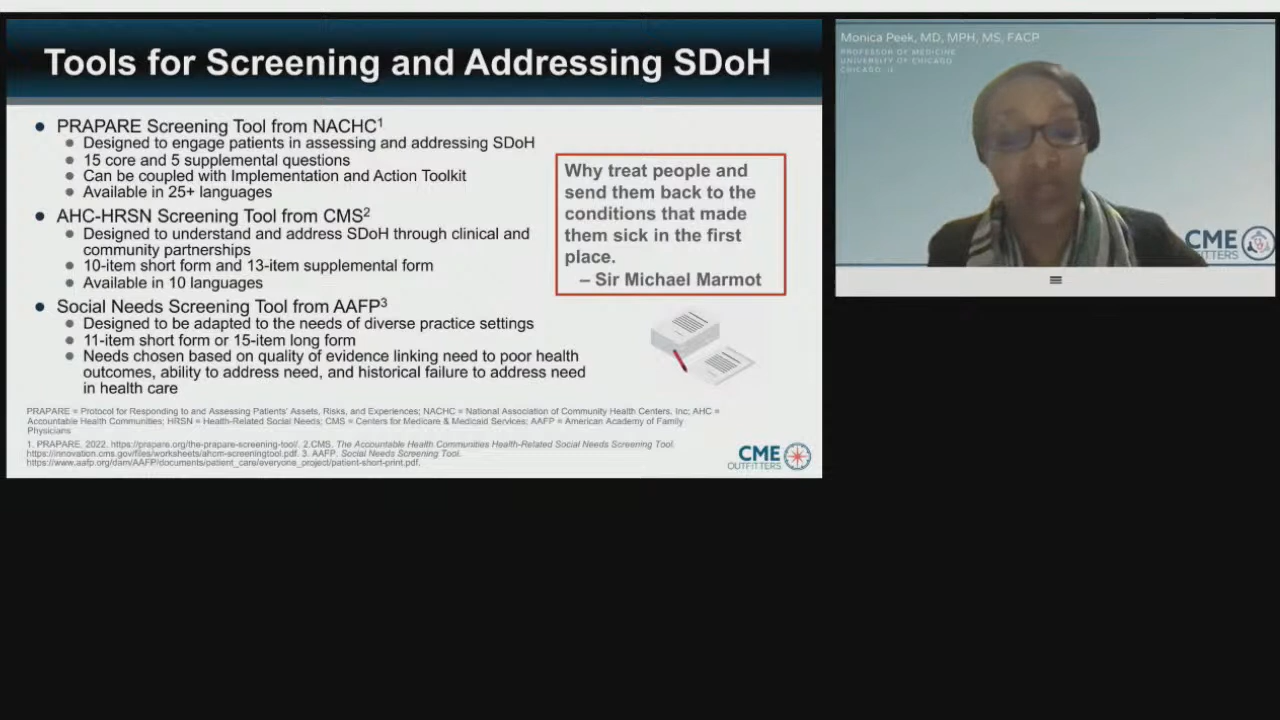 Tools for Screening and Addressing SDoH
PRAPARE Screening Tool from NACHC1
Designed to engage patients in assessing and addressing SDoH
15 core and 5 supplemental questions
Can be coupled with Implementation and Action Toolkit
Available in 25+ languages
AHC-HRSN Screening Tool from CMS2
Designed to understand and address SDoH through clinical and
community partnerships
10-item short form and 13-item supplemental form
Available in 10 languages
Social Needs Screening Tool from AAFP3
Designed to be adapted to the needs of diverse practice settings
11-item short form or 15-item long form
Needs chosen based on quality of evidence linking need to poor health
outcomes, ability to address need, and historical failure to address need
in health care
Why treat people and
send them back to the
conditions that made
them sick in the first
place.
– Sir Michael Marmot
PRAPARE = Protocol for Responding to and Assessing Patients' Assets, Risks, and Experiences; NACHC = National Association of Community Health Centers, Inc; AHC =
Accountable Health Communities; HRSN = Health-Related Social Needs; CMS = Centers for Medicare & Medicaid Services; AAFP = American Academy of Family
Physicians
1. PRAPARE. 2022. https://prapare.org/the-prapare-screening-tool/. 2.CMS. The Accountable Health Communities Health-Related Social Needs Screening Tool.
https://innovation.cms.gov/files/worksheets/ahcm-screeningtool.pdf. 3. AAFP. Social Needs Screening Tool.
https://www.aafp.org/dam/AAFP/documents/patient_care/everyone_project/patient-short-print.pdf.
CME
OUTFITTERS
Monica Peek, MD, MPH, MS, FACP
PROFESSOR OF MEDICINE
UNIVERSITY OF CHICAGO
CHICAGO, IL
CME
OUTFITTERS